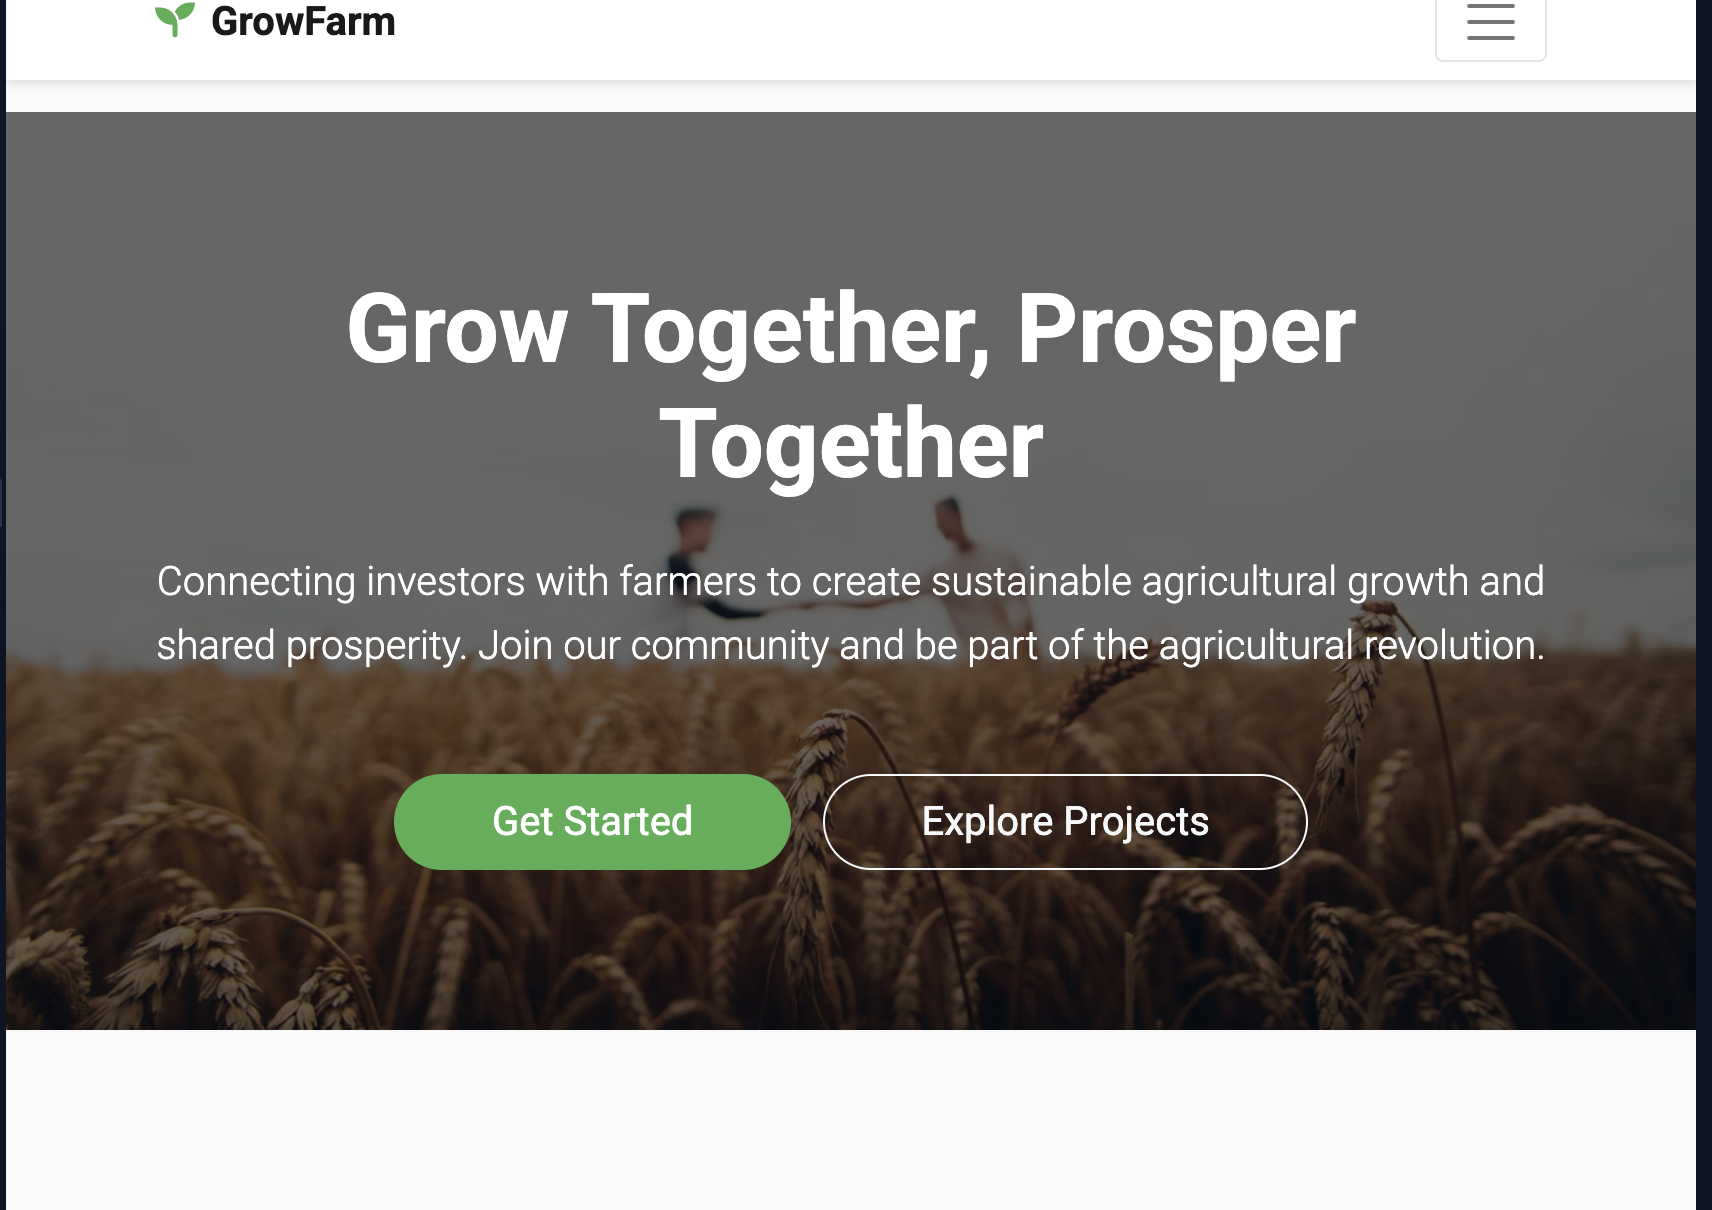 GrowFarm
Grow Together, Prosper
Together
Connecting investors with farmers to create sustainable agricultural growth and
shared prosperity. Join our community and be part of the agricultural revolution.
Get Started
Explore Projects